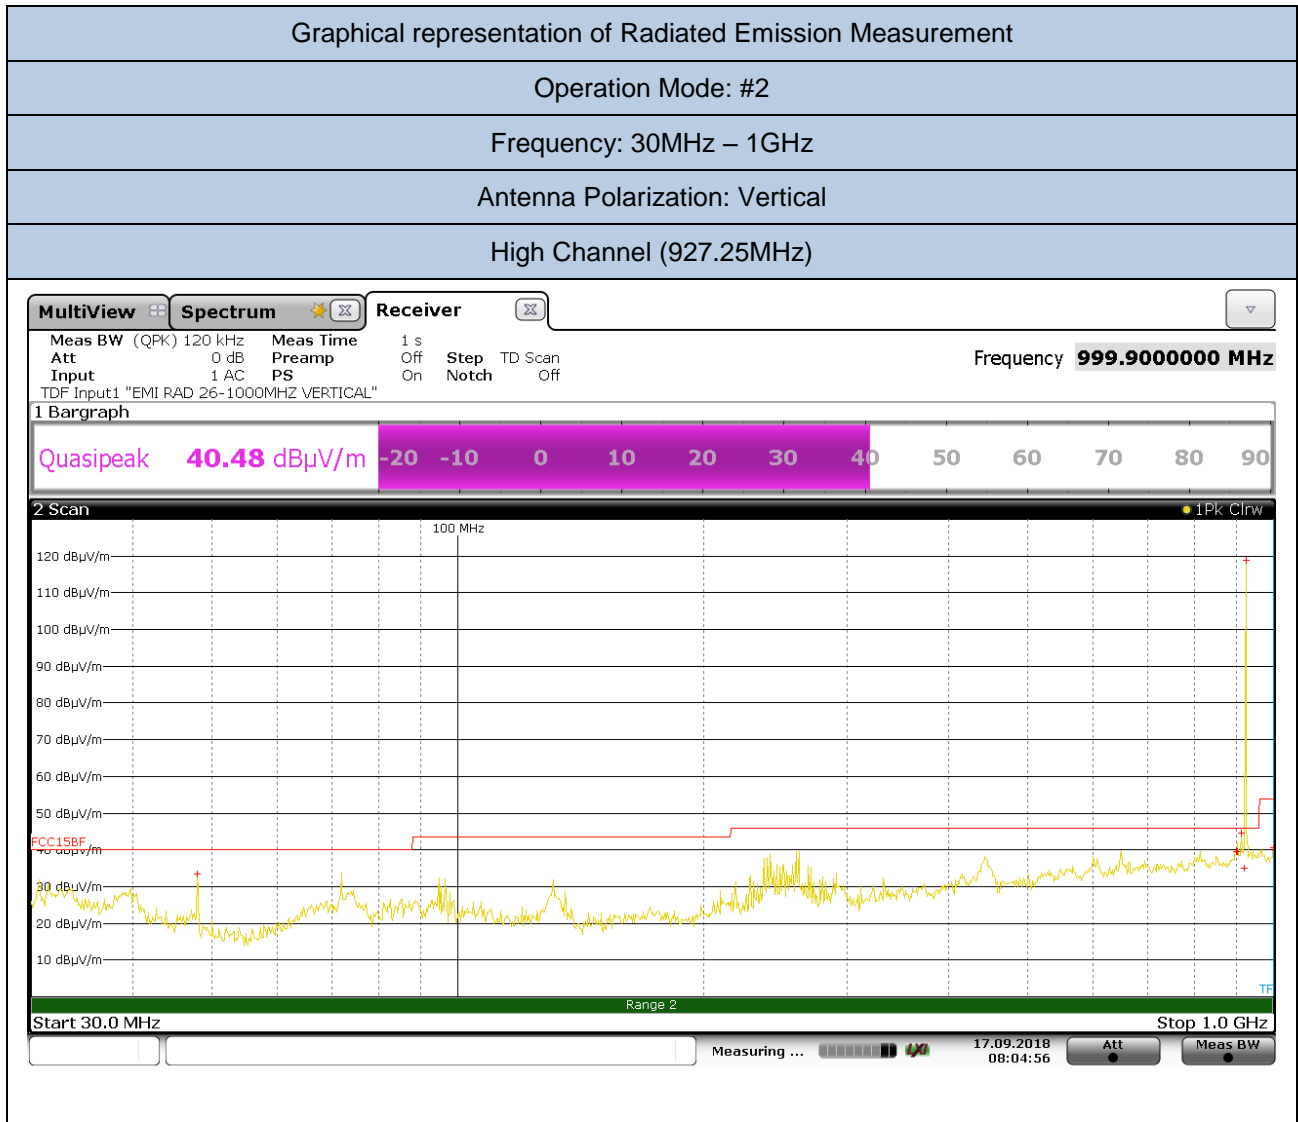 Graphical representation of Radiated Emission Measurement
Operation Mode: #2
Frequency: 30MHz – 1GHz
Antenna Polarization: Vertical
High Channel (927.25MHz)
MultiView Spectrum Receiver
Meas BW (QPK) 120 kHz Meas Time 1 s
Att 0 dB Preamp Off Step TD Scan
Input 1 AC PS On Notch Off
Frequency 999.9000000 MHz
TDF Input1 "EMI RAD 26-1000MHZ VERTICAL"
1 Bargraph
Quasipeak 40.48 dBµV/m -20 -10 0 10 20 30 40 50 60 70 80 90
2 Scan 1Pk Clrw
100 MHz
120 dBµV/m
110 dBµV/m
100 dBµV/m
90 dBµV/m
80 dBµV/m
70 dBµV/m
60 dBµV/m
50 dBµV/m
FCC15BF
40 dBµV/m
30 dBµV/m
20 dBµV/m
10 dBµV/m
TF
Range 2
Start 30.0 MHz Stop 1.0 GHz
Measuring ... LXI 17.09.2018 Att Meas BW
08:04:56